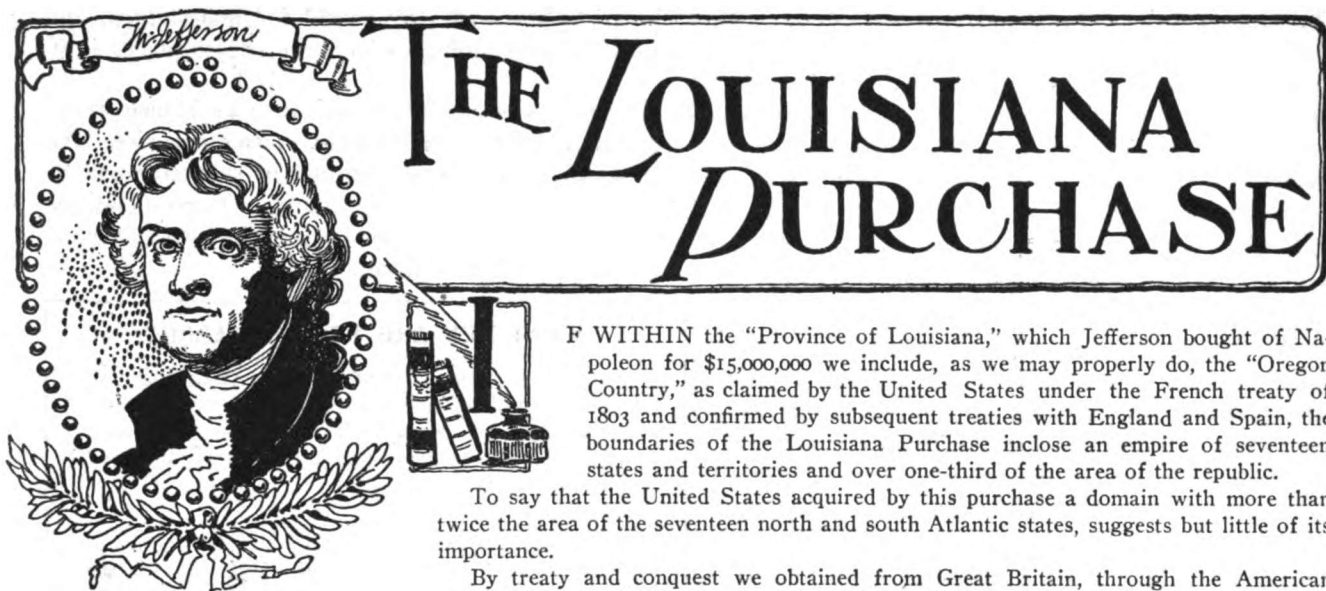 Th. Jefferson
THE LOUISIANA
PURCHASE
IF WITHIN the “Province of Louisiana,” which Jefferson bought of Na-
poleon for $15,000,000 we include, as we may properly do, the “Oregon
Country,” as claimed by the United States under the French treaty of
1803 and confirmed by subsequent treaties with England and Spain, the
boundaries of the Louisiana Purchase inclose an empire of seventeen
states and territories and over one-third of the area of the republic.
To say that the United States acquired by this purchase a domain with more than
twice the area of the seventeen north and south Atlantic states, suggests but little of its
importance.
By treaty and conquest we obtained from Great Britain, through the American